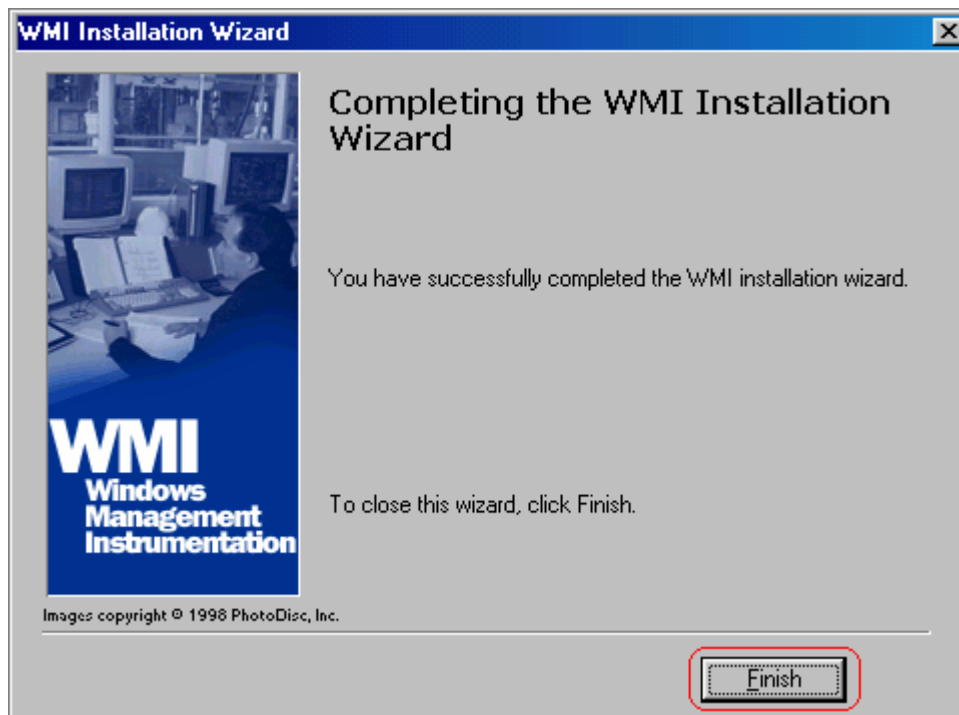 WMI Installation Wizard
Completing the WMI Installation
Wizard
You have successfully completed the WMI installation wizard.
WMI
Windows
Management
Instrumentation
To close this wizard, click Finish.
Images copyright © 1998 PhotoDisc, Inc.
Finish